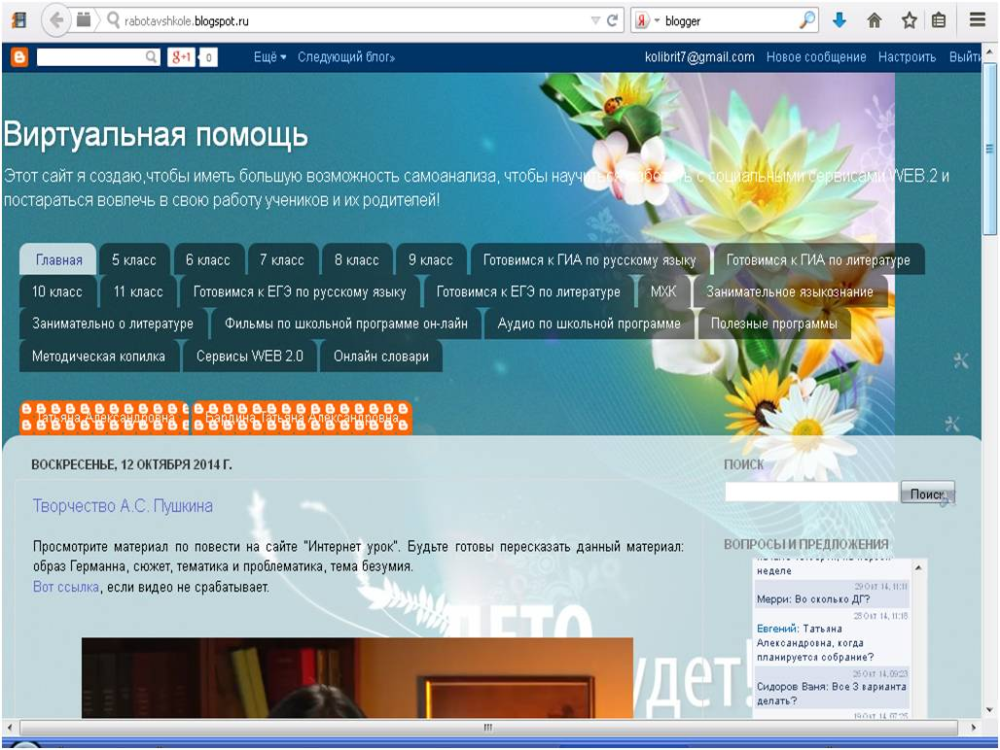 rabotavshkole.blogspot.ru
blogger
g+1 0 Ещё Следующий блог» kolibrit7@gmail.com Новое сообщение Настроить Выйти
Виртуальная помощь
Этот сайт я создаю,чтобы иметь большую возможность самоанализа, чтобы научиться работать с социальными сервисами WEB.2 и
постараться вовлечь в свою работу учеников и их родителей!
Главная 5 класс 6 класс 7 класс 8 класс 9 класс Готовимся к ГИА по русскому языку Готовимся к ГИА по литературе
10 класс 11 класс Готовимся к ЕГЭ по русскому языку Готовимся к ЕГЭ по литературе МХК Занимательное языкознание
Занимательно о литературе Фильмы по школьной программе он-лайн Аудио по школьной программе Полезные программы
Методическая копилка Сервисы WEB 2.0 Онлайн словари
Татьяна Александровна Бардина Татьяна Александровна
ВОСКРЕСЕНЬЕ, 12 ОКТЯБРЯ 2014 Г.
Творчество А.С. Пушкина
Просмотрите материал по повести на сайте "Интернет урок". Будьте готовы пересказать данный материал:
образ Германна, сюжет, тематика и проблематика, тема безумия.
Вот ссылка, если видео не срабатывает.
ЛЕТО
удет!
ПОИСК
Поиск
ВОПРОСЫ И ПРЕДЛОЖЕНИЯ
неделе
29 Окт 14, 11:11
Мерри: Во сколько ДГ?
28 Окт 14, 11:18
Евгений: Татьяна
Александровна, когда
планируется собрание?
26 Окт 14, 09:23
Сидоров Ваня: Все 3 варианта
делать?
19 Окт 14, 07:25